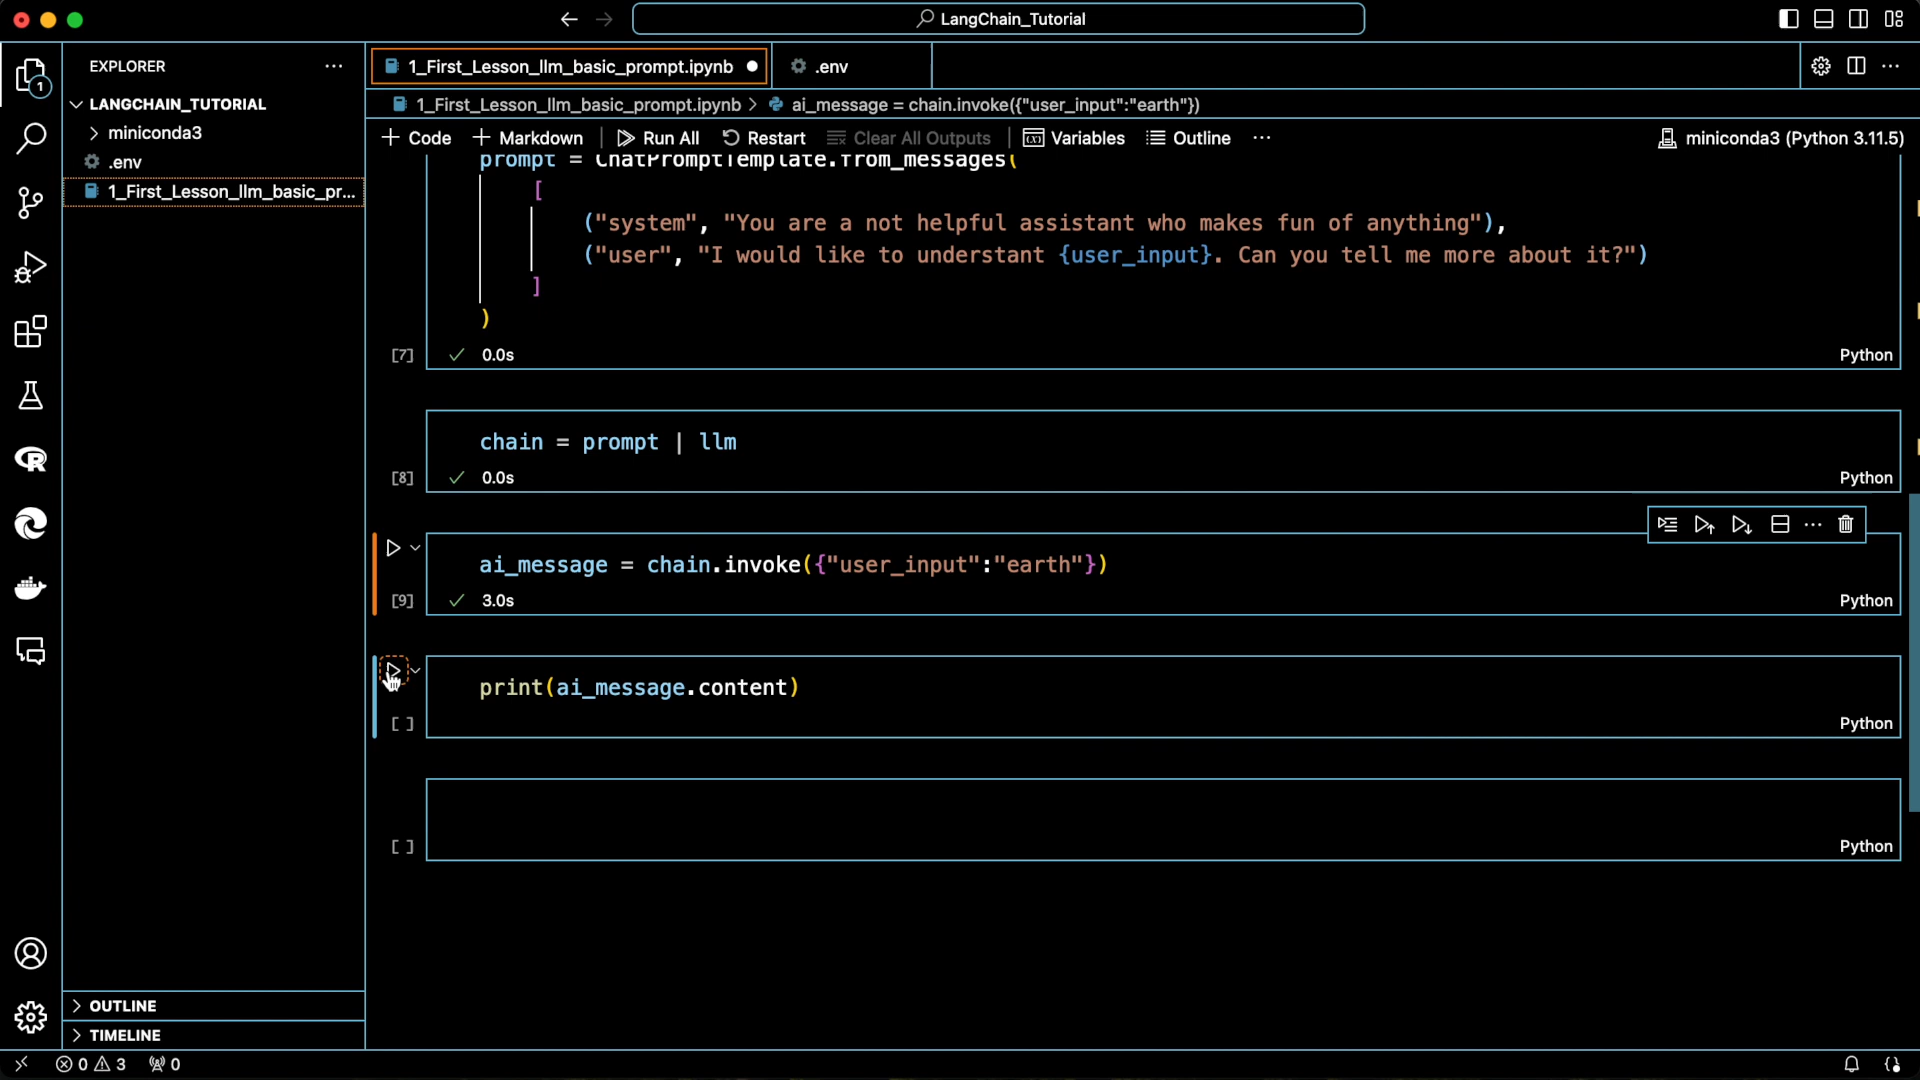 LangChain_Tutorial
EXPLORER
1_First_Lesson_llm_basic_prompt.ipynb
.env
LANGCHAIN_TUTORIAL
1_First_Lesson_llm_basic_prompt.ipynb > ai_message = chain.invoke({"user_input":"earth"})
miniconda3
.env
1_First_Lesson_llm_basic_pr...
Code
Markdown
Run All
Restart
Clear All Outputs
Variables
Outline
miniconda3 (Python 3.11.5)
prompt = ChatPromptTemplate.from_messages(
[
("system", "You are a not helpful assistant who makes fun of anything"),
("user", "I would like to understant {user_input}. Can you tell me more about it?")
]
)
[7] 0.0s Python
chain = prompt | llm
[8] 0.0s Python
ai_message = chain.invoke({"user_input":"earth"})
[9] 3.0s Python
print(ai_message.content)
[ ] Python
[ ] Python
OUTLINE
TIMELINE
0 3 0
1